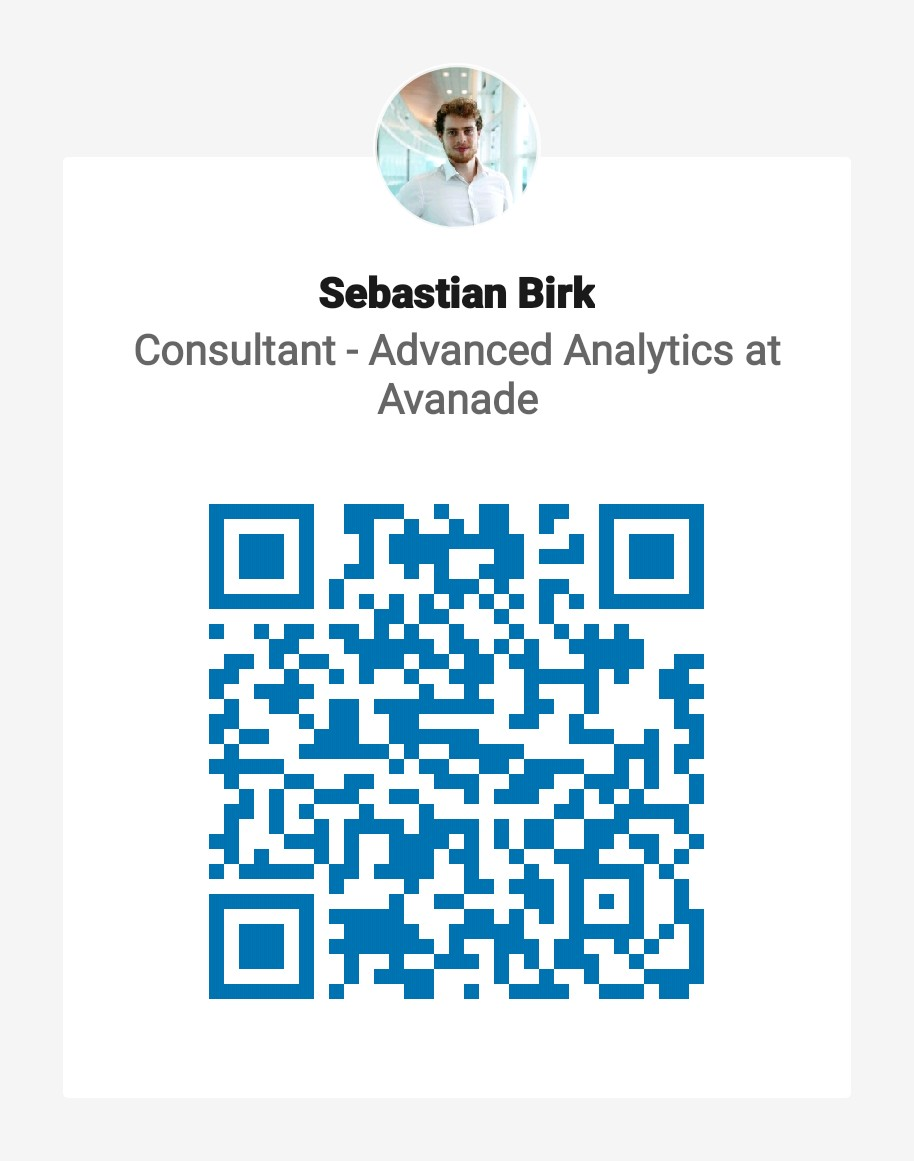 Sebastian Birk
Consultant - Advanced Analytics at
Avanade